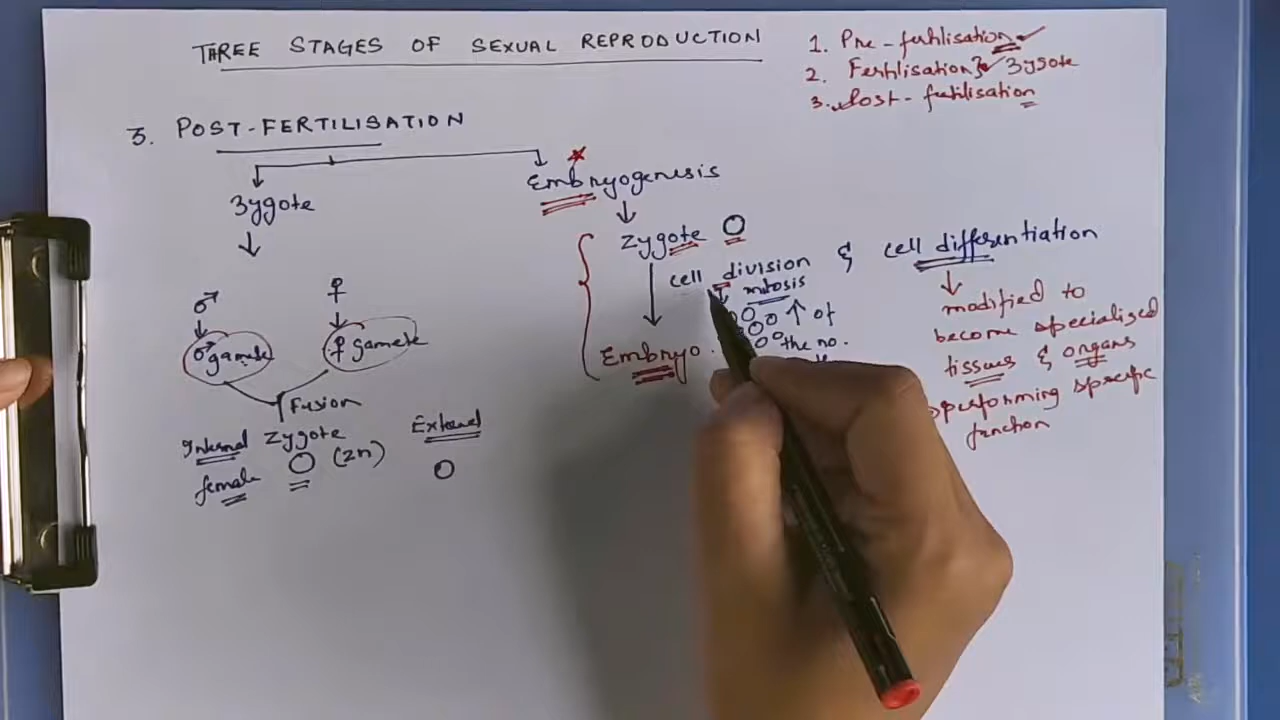 THREE STAGES OF SEXUAL REPRODUCTION
1. Pre-fertilisation
2. Fertilisation } Zygote
3. Post-fertilisation
3. POST-FERTILISATION
Zygote
Embryogenesis
♂
♀
♂ gamete
♀ gamete
Fusion
Internal Zygote
female (2n)
External
Zygote
cell division & cell differentiation
mitosis
↑ of
the no.
Embryo.
modified to
become specialized
tissues & organs
performing specific
function